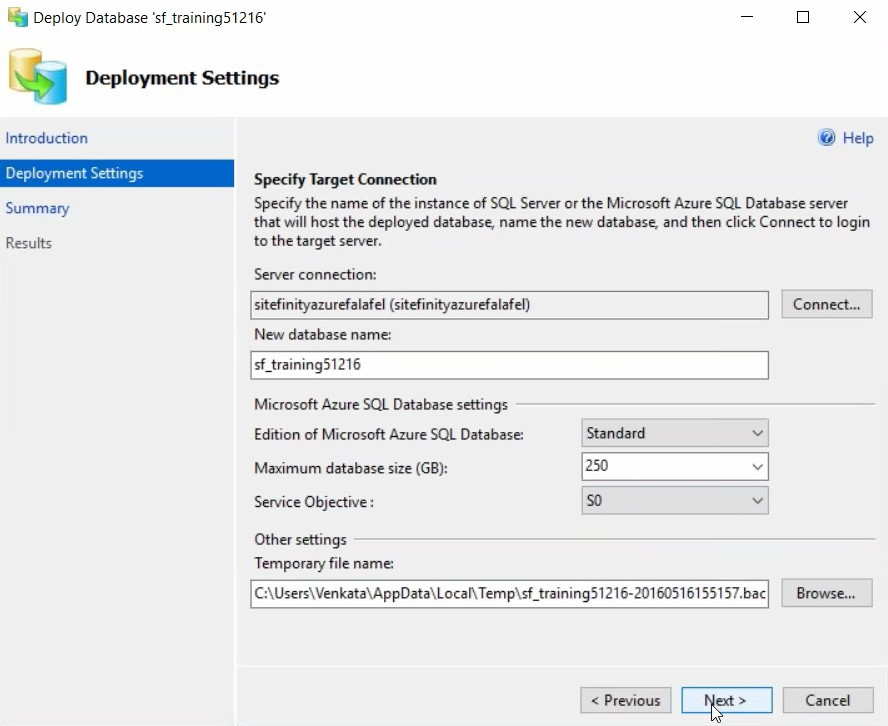 Deploy Database 'sf_training51216'
Deployment Settings
Introduction
Deployment Settings
Summary
Results
Help
Specify Target Connection
Specify the name of the instance of SQL Server or the Microsoft Azure SQL Database server
that will host the deployed database, name the new database, and then click Connect to login
to the target server.
Server connection:
sitefinityazurefalafel (sitefinityazurefalafel)
Connect...
New database name:
sf_training51216
Microsoft Azure SQL Database settings
Edition of Microsoft Azure SQL Database:
Standard
Maximum database size (GB):
250
Service Objective :
S0
Other settings
Temporary file name:
C:\Users\Venkata\AppData\Local\Temp\sf_training51216-20160516155157.bac
Browse...
< Previous
Next >
Cancel